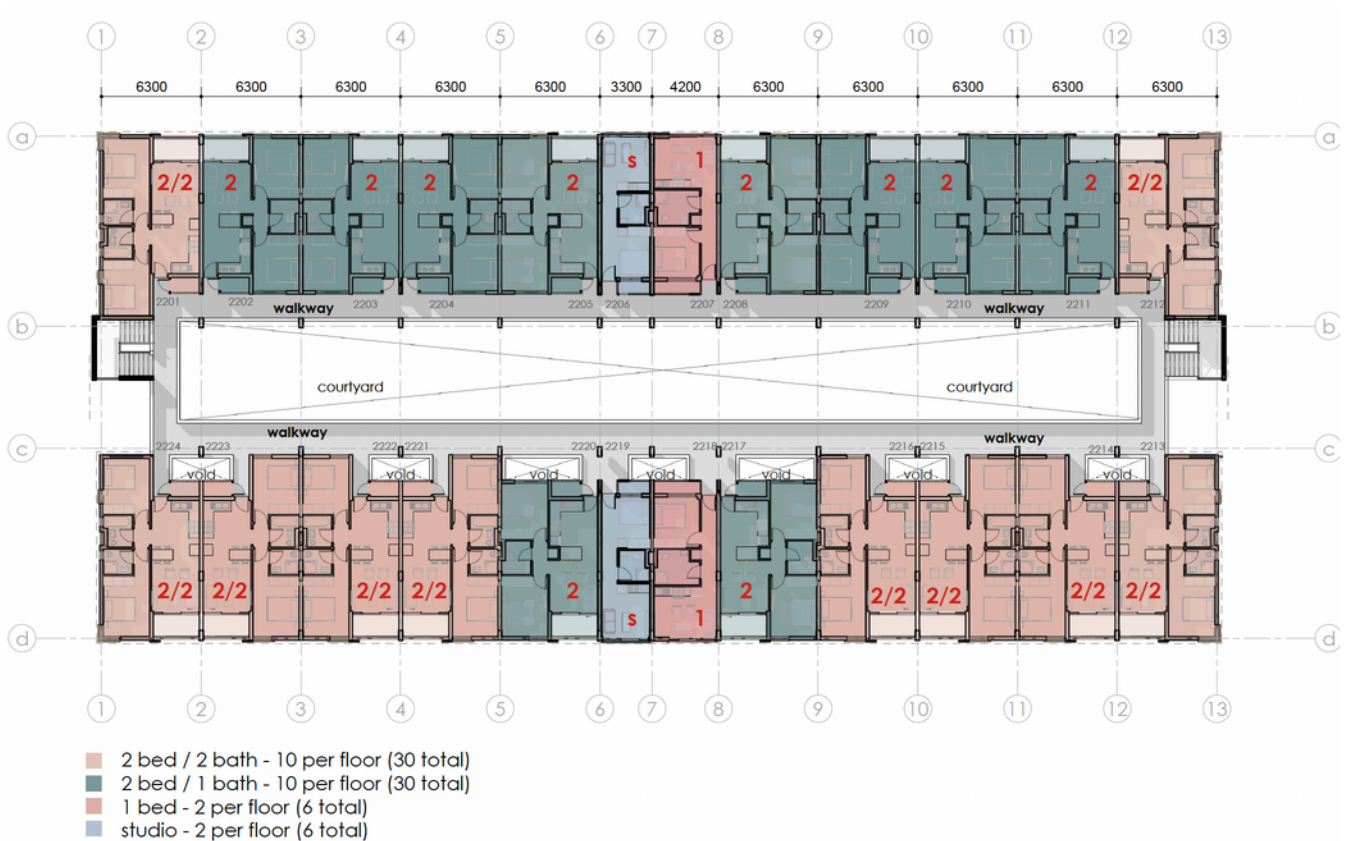 1 2 3 4 5 6 7 8 9 10 11 12 13
6300 6300 6300 6300 6300 3300 4200 6300 6300 6300 6300 6300
a a
2/2 2 2 2 2 s 1 2 2 2 2 2/2
2201 2202 2203 2204 2205 2206 2207 2208 2209 2210 2211 2212
walkway walkway
b b
courtyard courtyard
walkway walkway
c c
2224 2223 2222 2221 2220 2219 2218 2217 2216 2215 2214 2213
void void void void void void void
2/2 2/2 2/2 2/2 2 s 1 2 2/2 2/2 2/2 2/2
d d
1 2 3 4 5 6 7 8 9 10 11 12 13
2 bed / 2 bath - 10 per floor (30 total)
2 bed / 1 bath - 10 per floor (30 total)
1 bed - 2 per floor (6 total)
studio - 2 per floor (6 total)